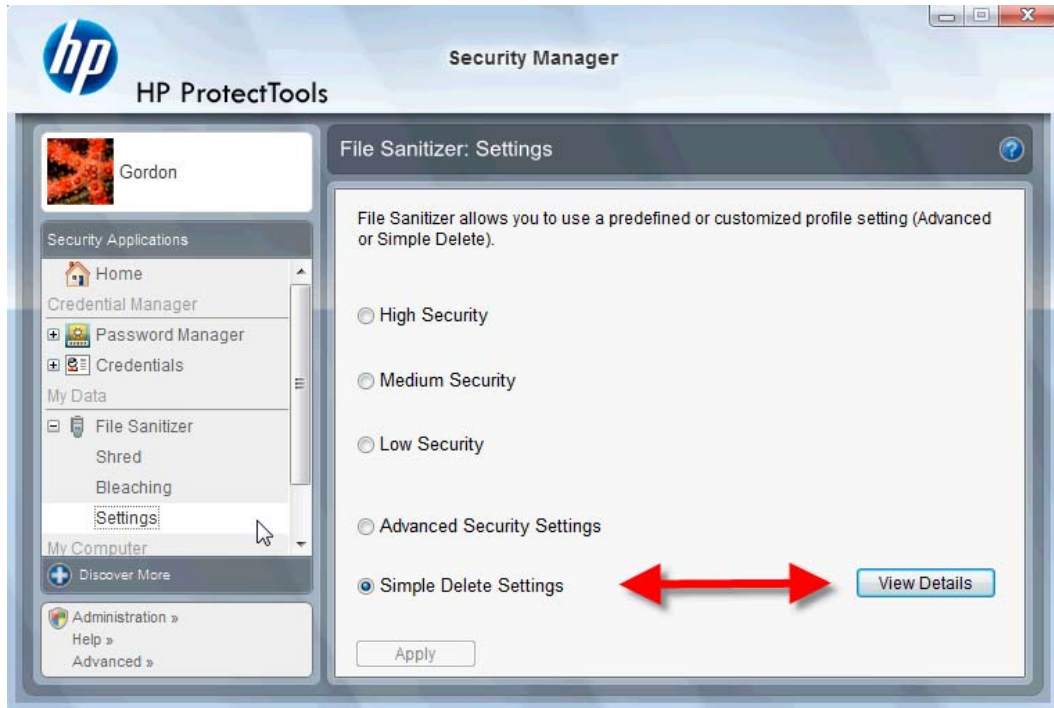 hp
HP ProtectTools
Security Manager
Gordon
Security Applications
Home
Credential Manager
Password Manager
Credentials
My Data
File Sanitizer
Shred
Bleaching
Settings
My Computer
Discover More
Administration »
Help »
Advanced »
File Sanitizer: Settings
?
File Sanitizer allows you to use a predefined or customized profile setting (Advanced
or Simple Delete).
High Security
Medium Security
Low Security
Advanced Security Settings
Simple Delete Settings
View Details
Apply